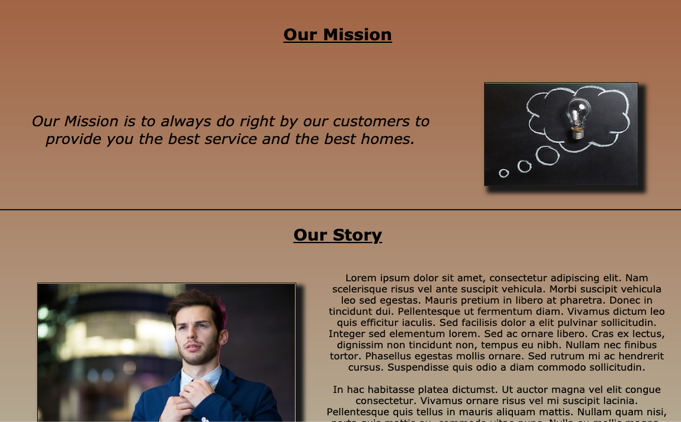 Our Mission
Our Mission is to always do right by our customers to
provide you the best service and the best homes.
Our Story
Lorem ipsum dolor sit amet, consectetur adipiscing elit. Nam
scelerisque risus vel ante suscipit vehicula. Morbi suscipit vehicula
leo sed egestas. Mauris pretium in libero at pharetra. Donec in
tincidunt dui. Pellentesque ut fermentum diam. Vivamus dictum leo
quis efficitur iaculis. Sed facilisis dolor a elit pulvinar sollicitudin.
Integer sed elementum lorem. Sed ac ornare libero. Cras ex lectus,
dignissim non tincidunt non, tempus eu nibh. Nullam nec finibus
tortor. Phasellus egestas mollis ornare. Sed rutrum mi ac hendrerit
cursus. Suspendisse quis odio a diam commodo sollicitudin.
In hac habitasse platea dictumst. Ut auctor magna vel elit congue
consectetur. Vivamus ornare risus vel mi suscipit lacinia.
Pellentesque quis tellus in mauris aliquam mattis. Nullam quam nisi,